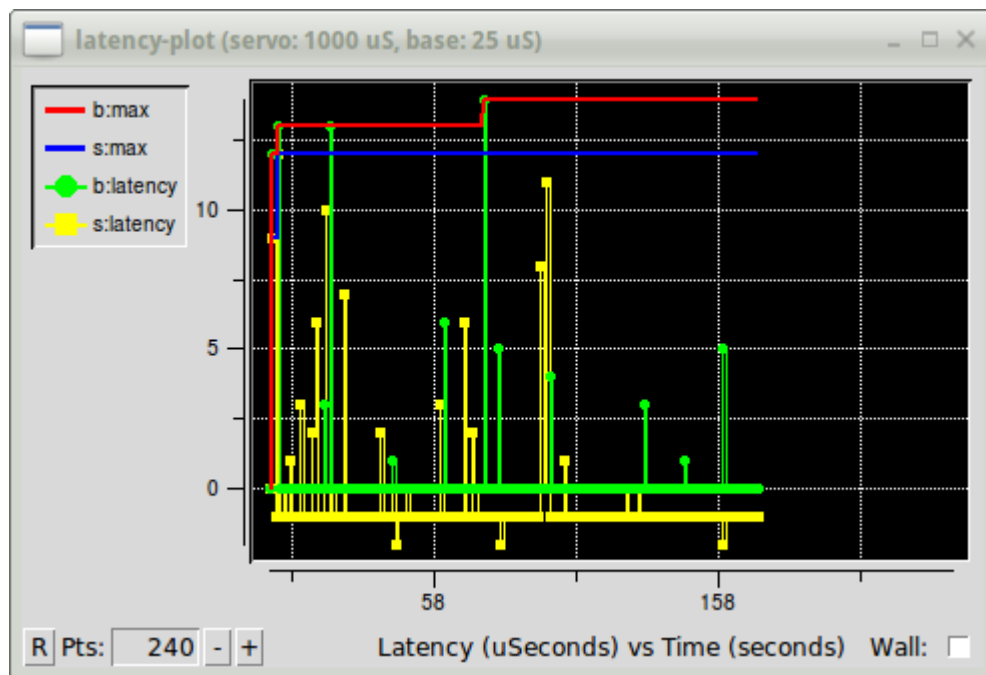 latency-plot (servo: 1000 uS, base: 25 uS)
b:max
s:max
b:latency
s:latency
10
5
0
58 158
R Pts: 240 - + Latency (uSeconds) vs Time (seconds) Wall: